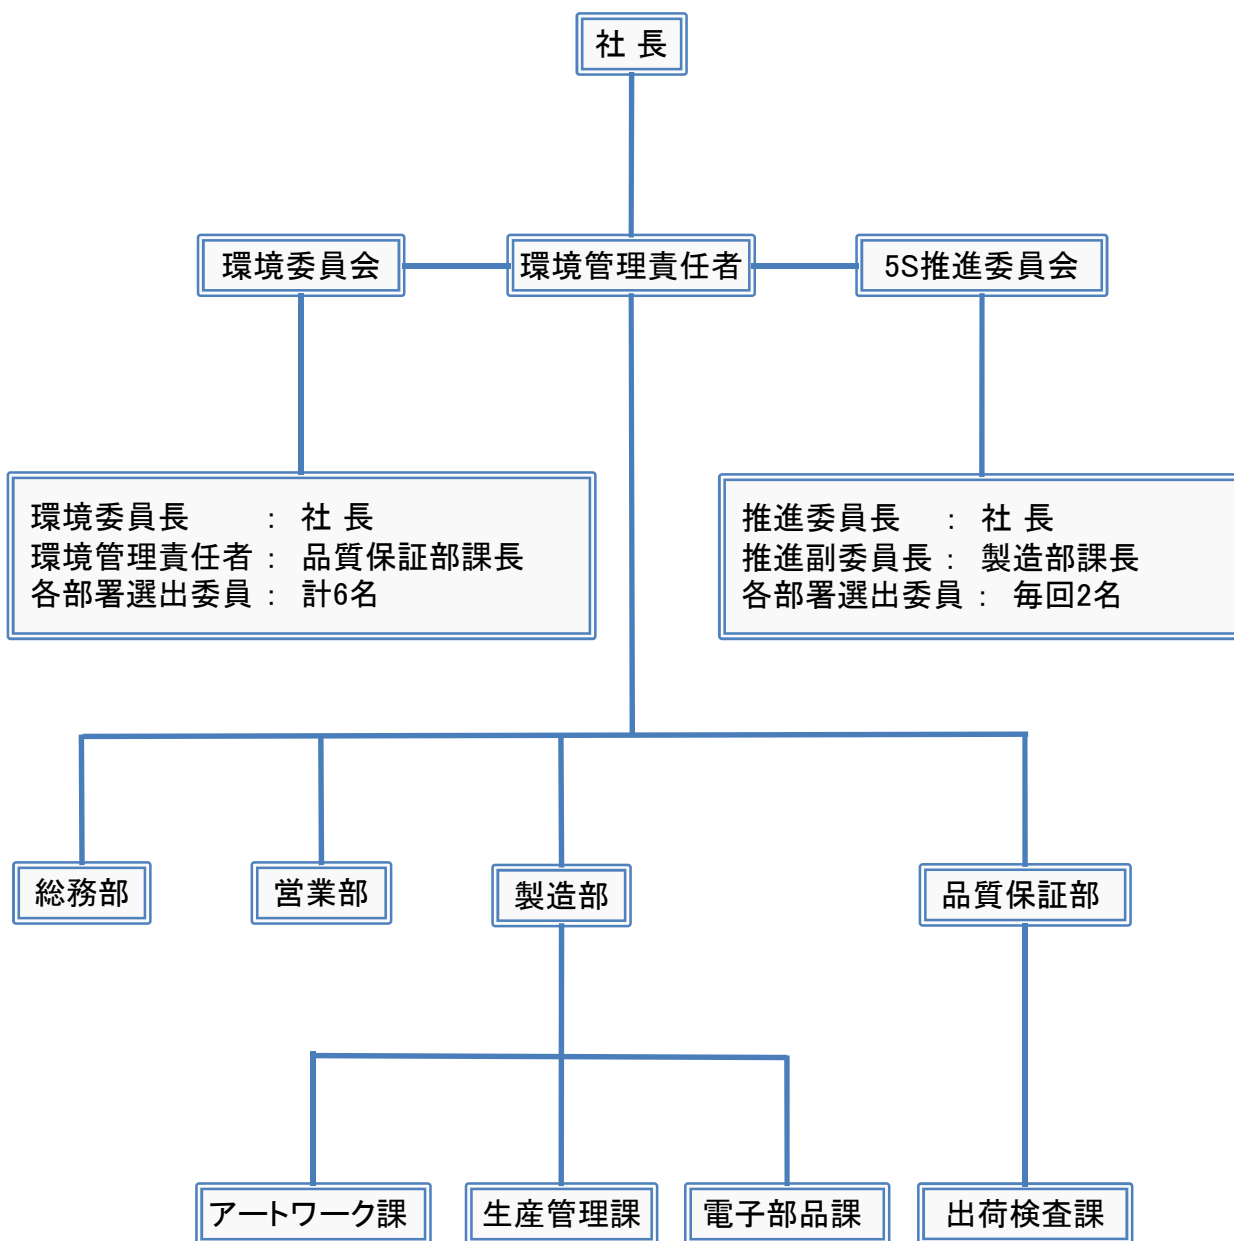 社 長
環境委員会
環境管理責任者
5S推進委員会
環境委員長 : 社 長
環境管理責任者 : 品質保証部課長
各部署選出委員 : 計6名
推進委員長 : 社 長
推進副委員長 : 製造部課長
各部署選出委員 : 毎回2名
総務部
営業部
製造部
品質保証部
アートワーク課
生産管理課
電子部品課
出荷検査課